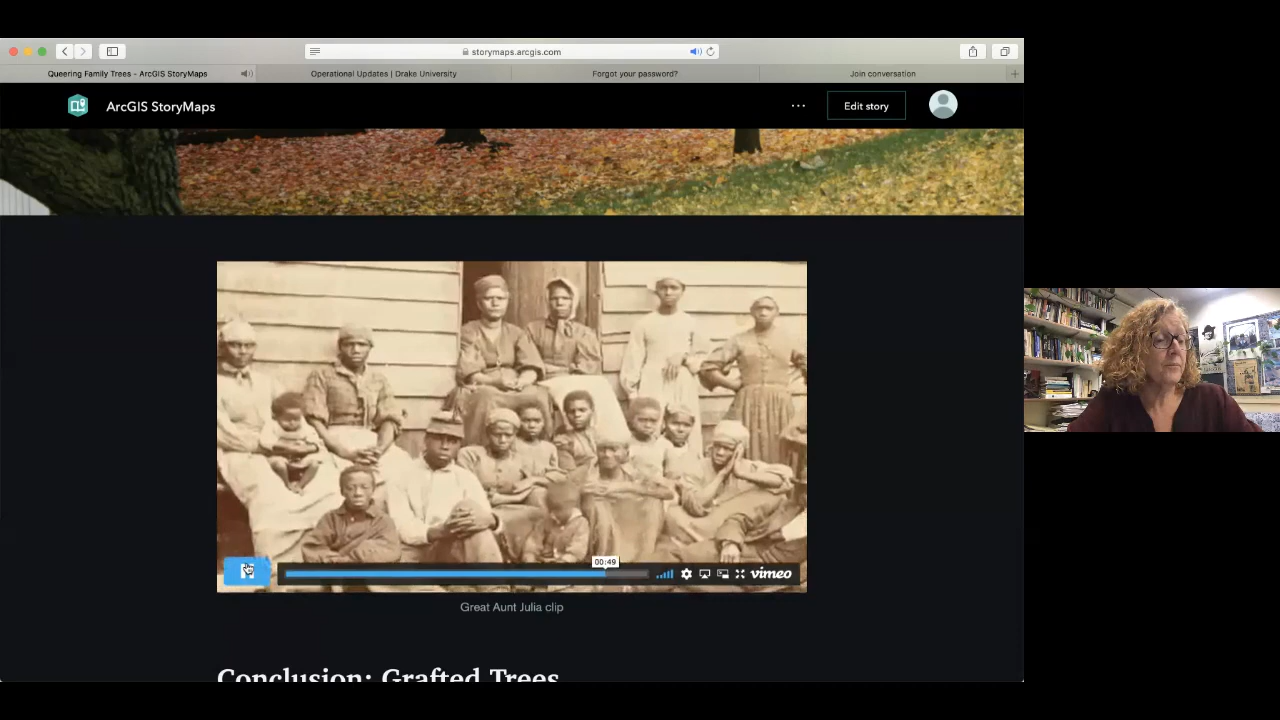 storymaps.arcgis.com
Queering Family Trees - ArcGIS StoryMaps
Operational Updates | Drake University
Forgot your password?
Join conversation
ArcGIS StoryMaps
Edit story
00:49
vimeo
Great Aunt Julia clip
Conclusion: Grafted Trees